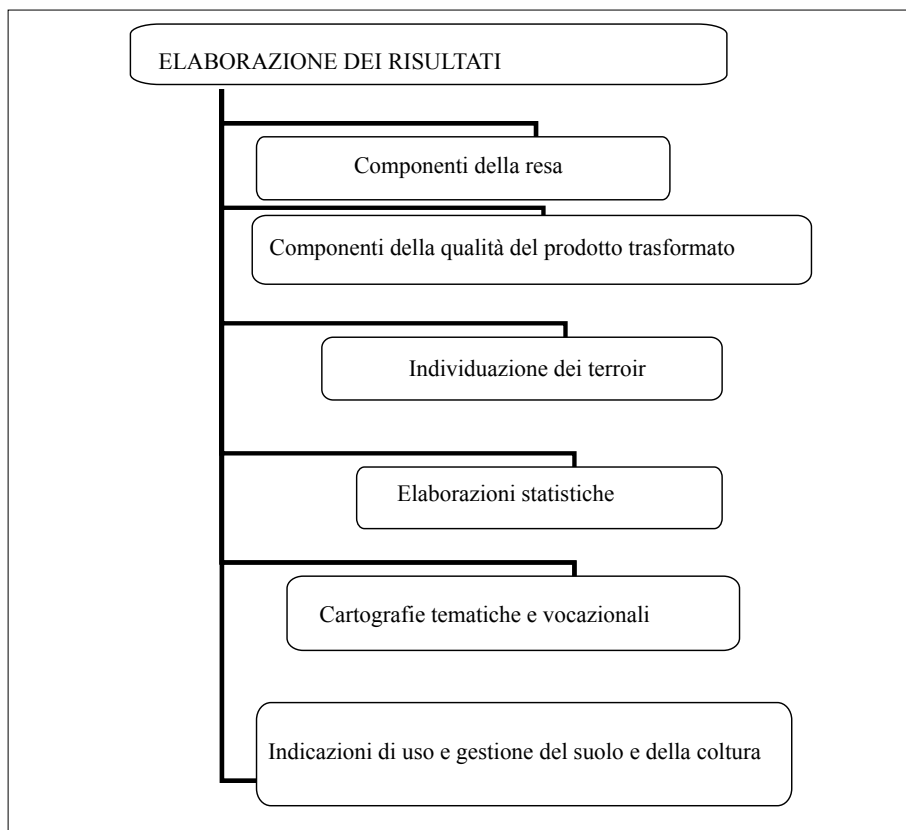 ELABORAZIONE DEI RISULTATI
Componenti della resa
Componenti della qualità del prodotto trasformato
Individuazione dei terroir
Elaborazioni statistiche
Cartografie tematiche e vocazionali
Indicazioni di uso e gestione del suolo e della coltura